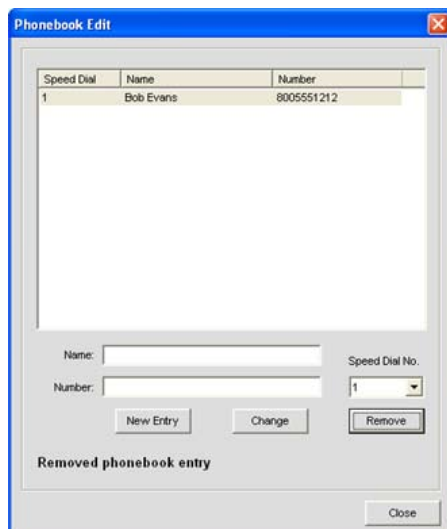 Phonebook Edit
Speed Dial Name Number
1 Bob Evans 8005551212
Name:
Speed Dial No.
Number:
1
New Entry Change Remove
Removed phonebook entry
Close